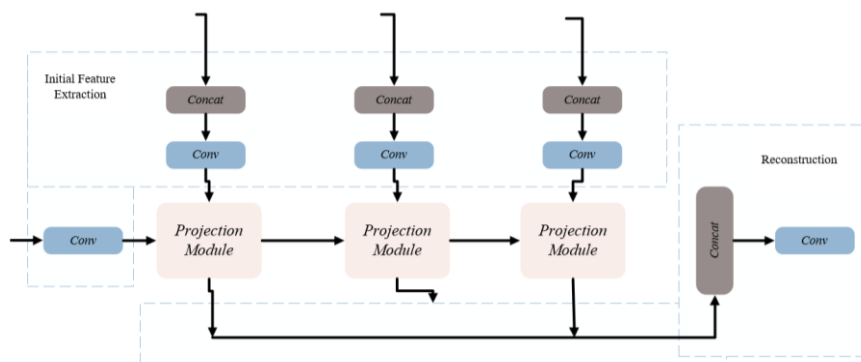 Initial Feature
Extraction
Concat
Concat
Concat
Conv
Conv
Conv
Reconstruction
Conv
Projection
Module
Projection
Module
Projection
Module
Concat
Conv